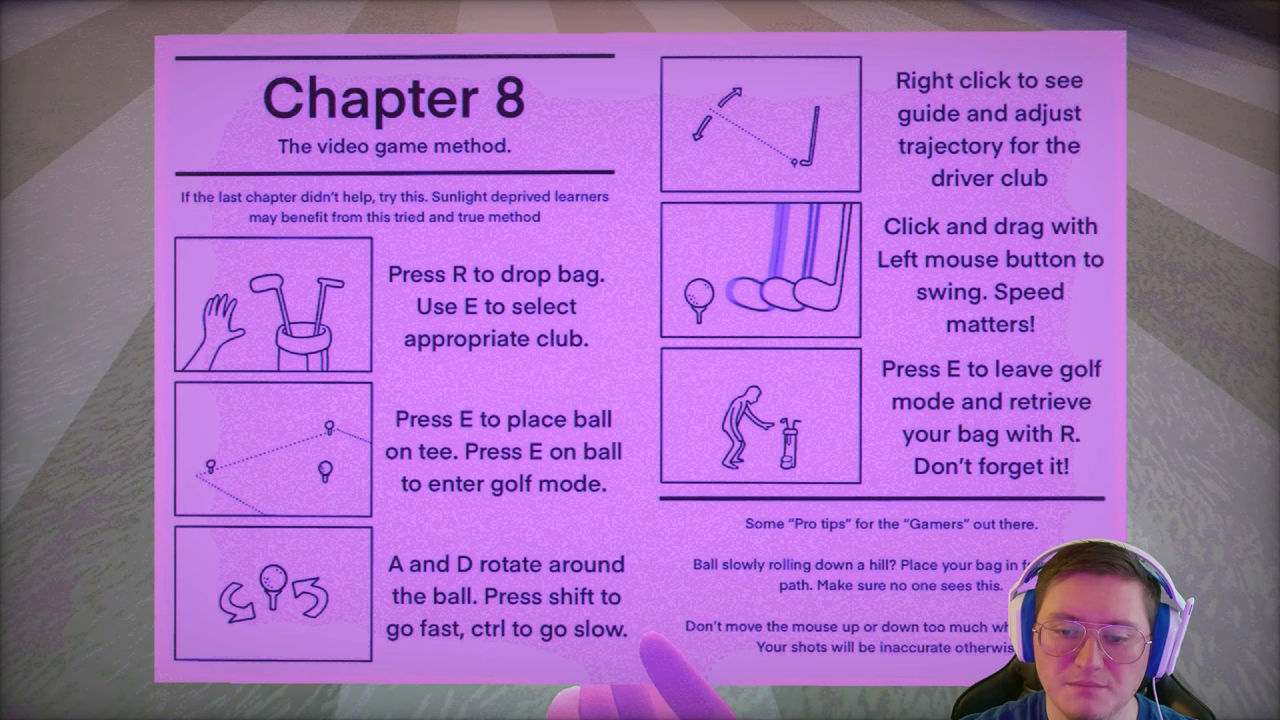 Chapter 8
The video game method.
If the last chapter didn't help, try this. Sunlight deprived learners
may benefit from this tried and true method
Press R to drop bag.
Use E to select
appropriate club.
Press E to place ball
on tee. Press E on ball
to enter golf mode.
A and D rotate around
the ball. Press shift to
go fast, ctrl to go slow.
Right click to see
guide and adjust
trajectory for the
driver club
Click and drag with
Left mouse button to
swing. Speed
matters!
Press E to leave golf
mode and retrieve
your bag with R.
Don't forget it!
Some “Pro tips” for the “Gamers” out there.
Ball slowly rolling down a hill? Place your bag in
path. Make sure no one sees this.
Don't move the mouse up or down too much
Your shots will be inaccurate